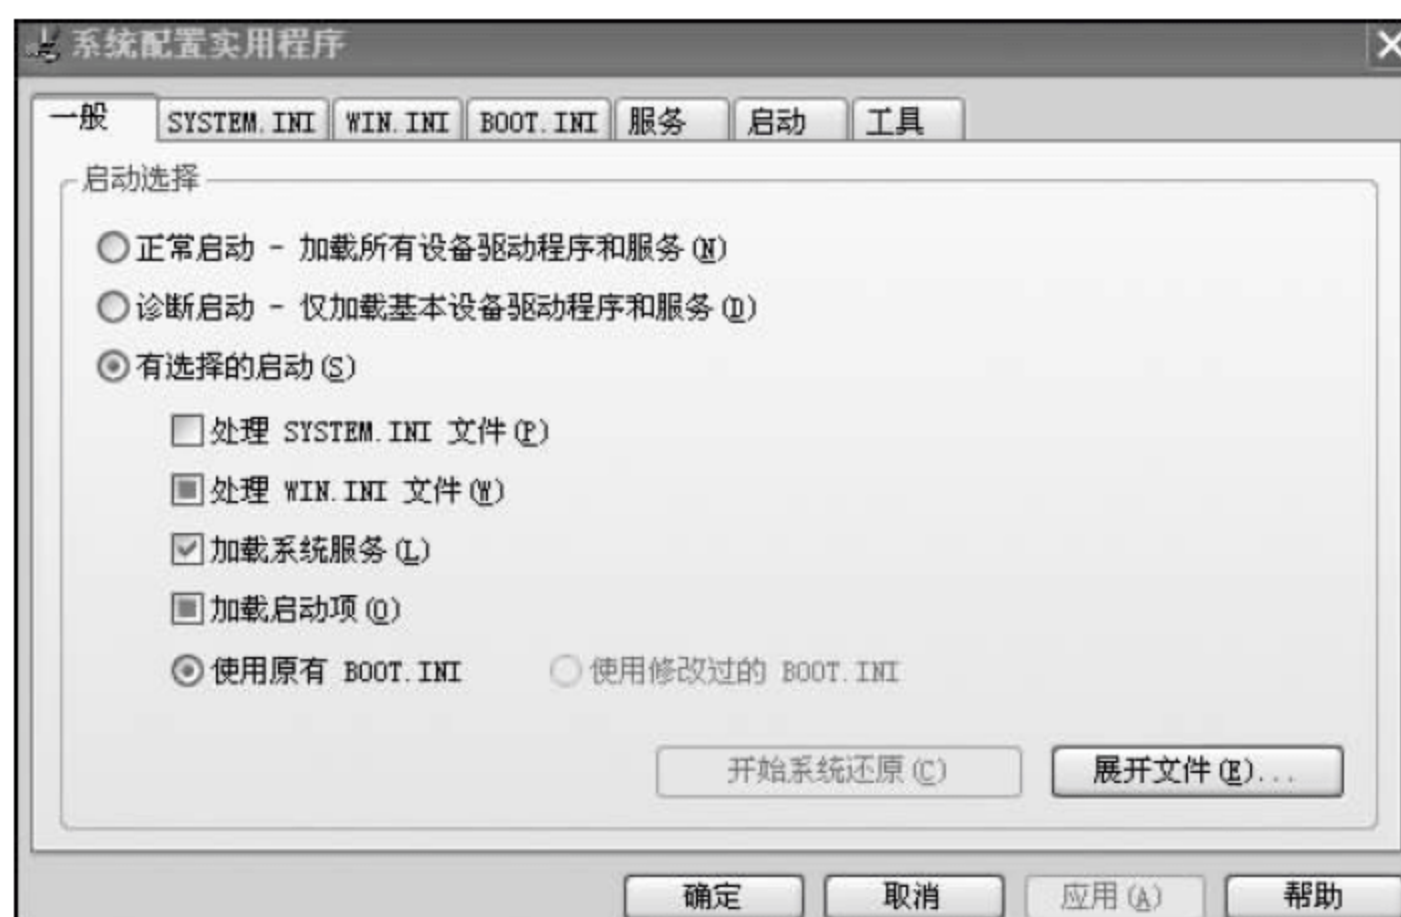 系统配置实用程序
一般 SYSTEM.INI WIN.INI BOOT.INI 服务 启动 工具
启动选择
正常启动 - 加载所有设备驱动程序和服务(N)
诊断启动 - 仅加载基本设备驱动程序和服务(D)
有选择的启动(S)
处理 SYSTEM.INI 文件(P)
处理 WIN.INI 文件(W)
加载系统服务(L)
加载启动项(O)
使用原有 BOOT.INI 使用修改过的 BOOT.INI
开始系统还原(C) 展开文件(E)...
确定 取消 应用(A) 帮助